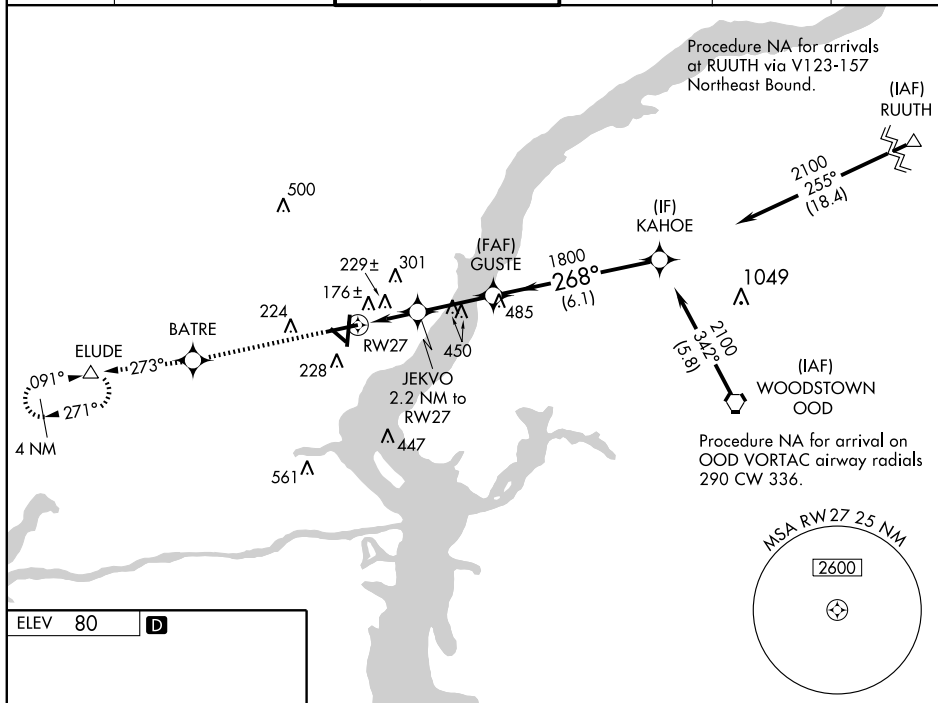 Procedure NA for arrivals
at RUUTH via V123-157
Northeast Bound.
(IAF)
RUUTH
2100
255°
(18.4)
500
(IF)
KAHOE
(FAF)
GUSTE
1800
268°
(6.1)
301
229±
176±
485
1049
224
BATRE
RW27
450
ELUDE
273°
091°
271°
4 NM
228
JEKVO
2.2 NM to
RW27
2100
342°
(5.8)
(IAF)
WOODSTOWN
OOD
447
561
Procedure NA for arrival on
OOD VORTAC airway radials
290 CW 336.
MSA RW27 25 NM
2600
ELEV 80 D